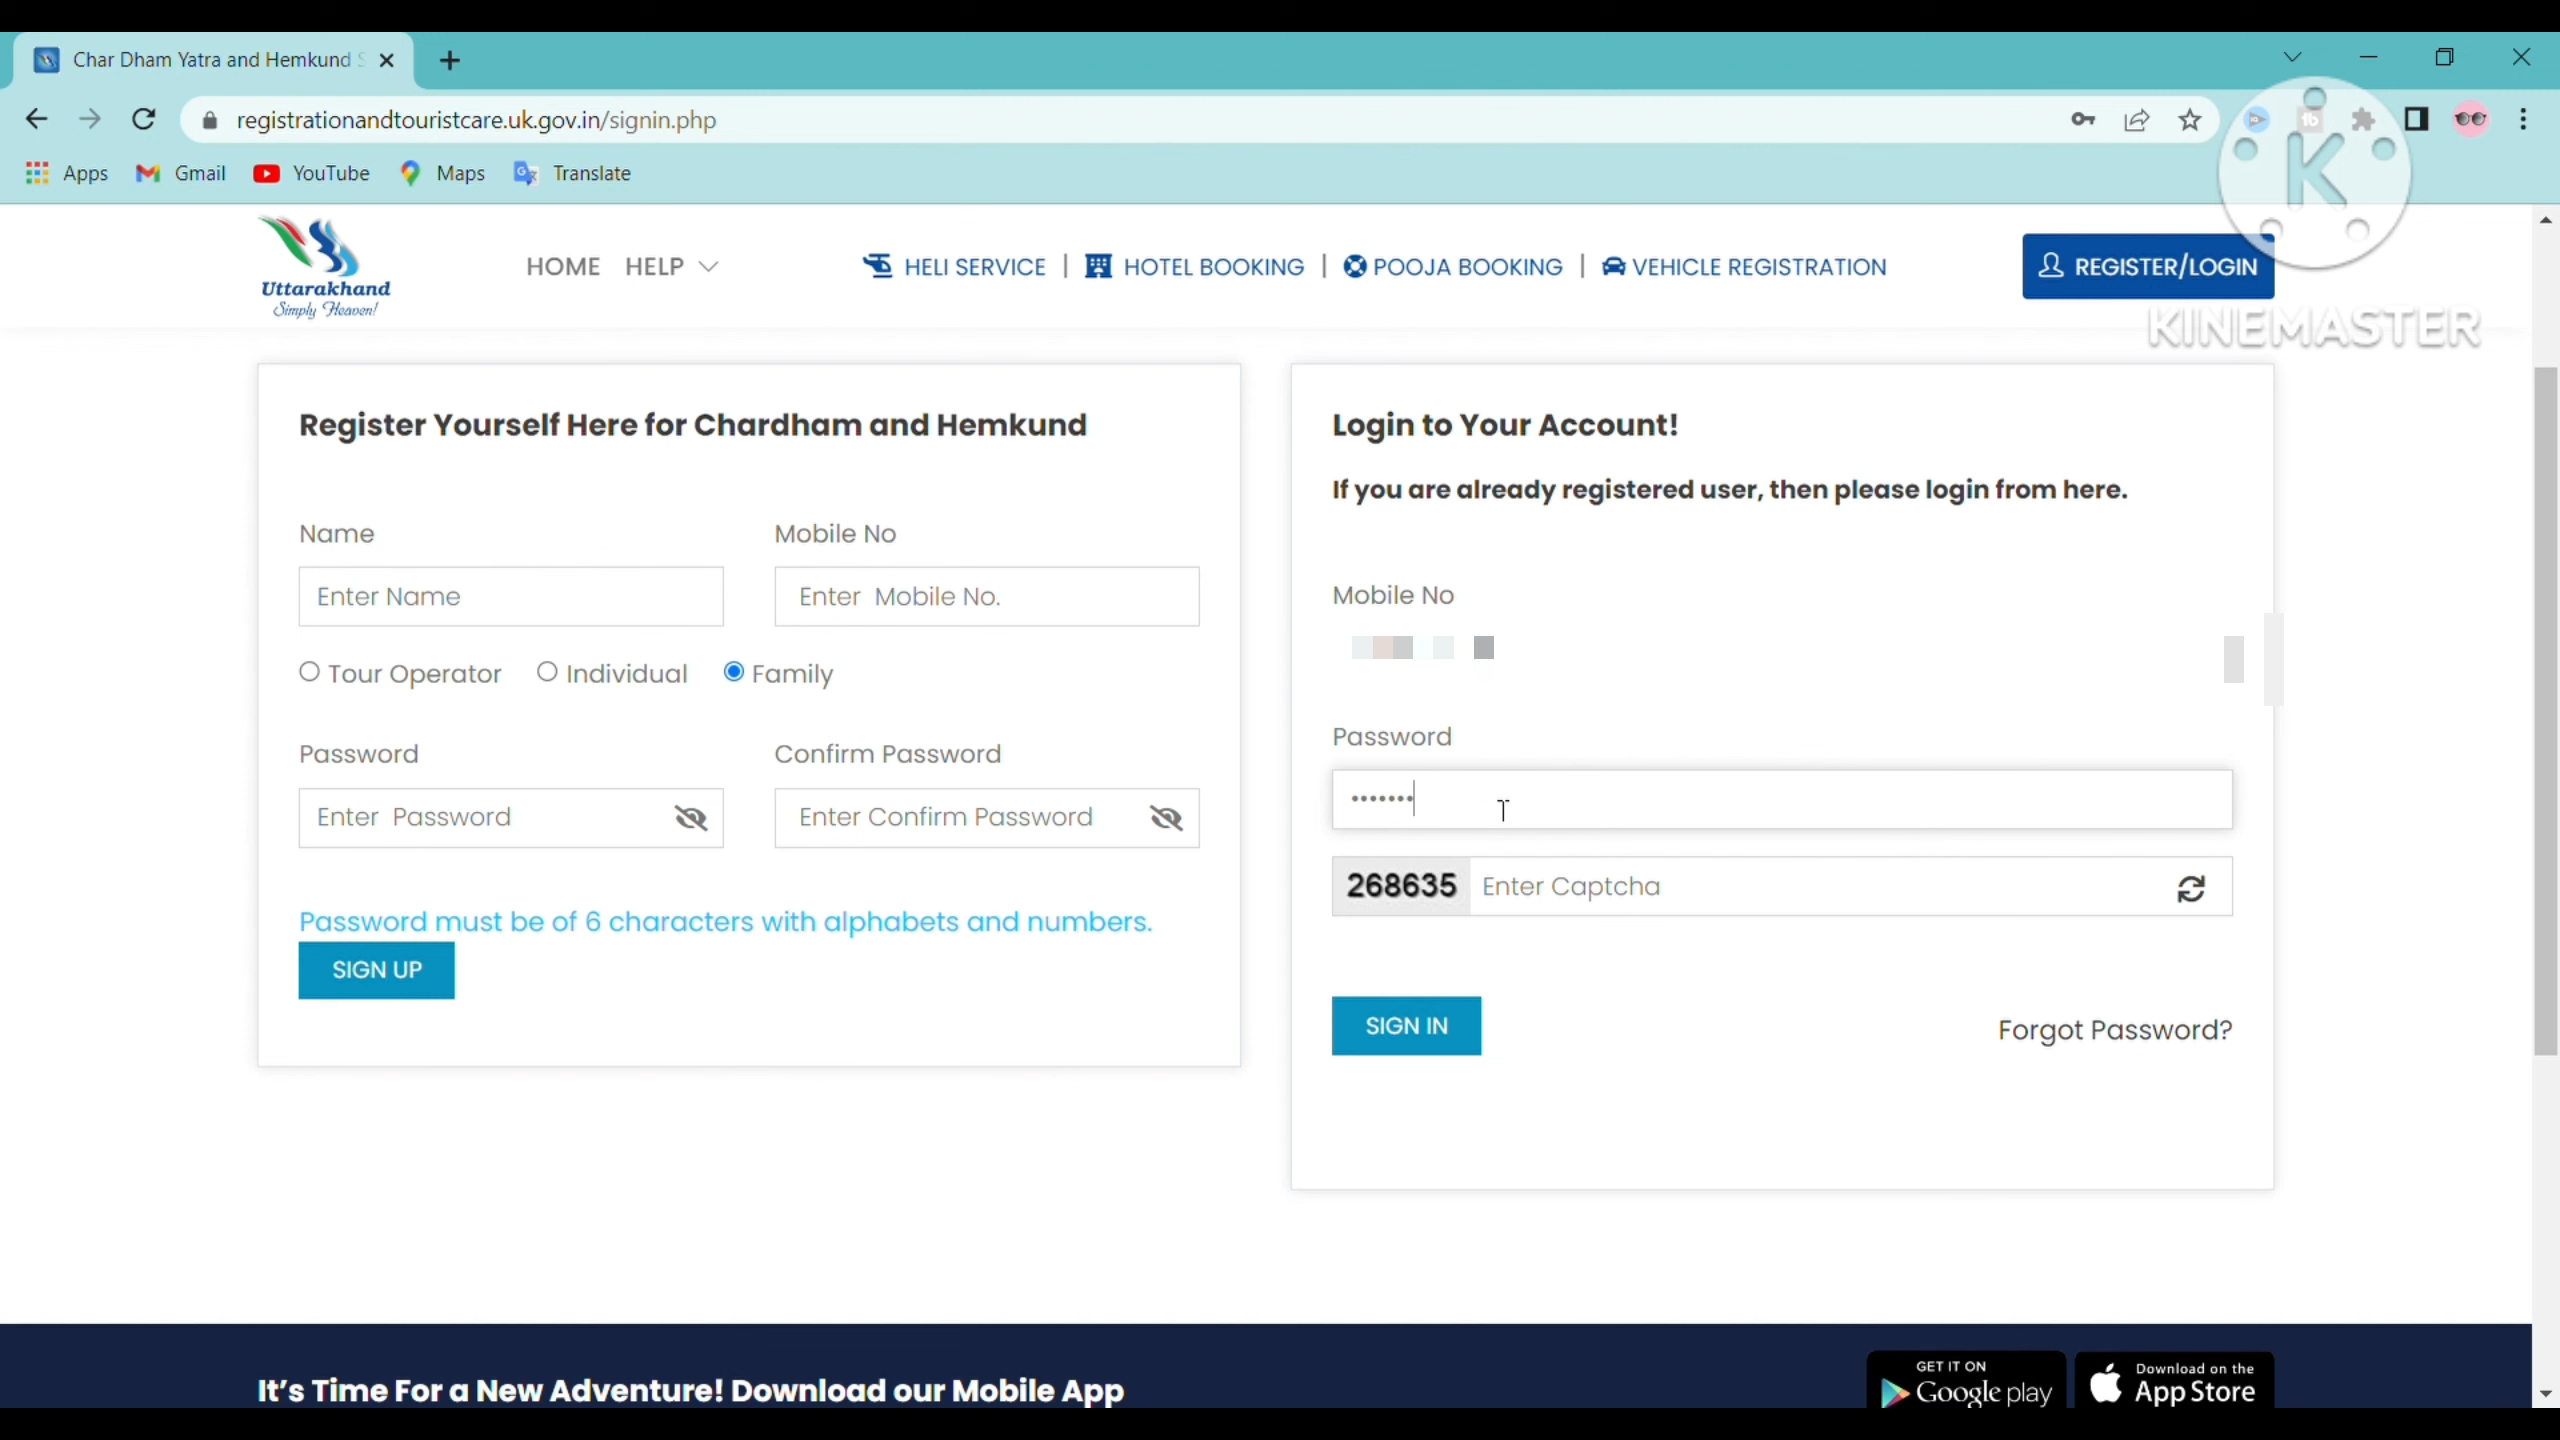 Char Dham Yatra and Hemkund S
registrationandtouristcare.uk.gov.in/signin.php
Apps Gmail YouTube Maps Translate
Uttarakhand
Simply Heaven!
HOME HELP HELI SERVICE | HOTEL BOOKING | POOJA BOOKING | VEHICLE REGISTRATION REGISTER/LOGIN
K
KINEMASTER
Register Yourself Here for Chardham and Hemkund
Name Mobile No
Enter Name Enter Mobile No.
Tour Operator Individual Family
Password Confirm Password
Enter Password Enter Confirm Password
Password must be of 6 characters with alphabets and numbers.
SIGN UP
Login to Your Account!
If you are already registered user, then please login from here.
Mobile No
Password
•••••••
268635 Enter Captcha
SIGN IN Forgot Password?
It's Time For a New Adventure! Download our Mobile App
GET IT ON
Google play
Download on the
App Store